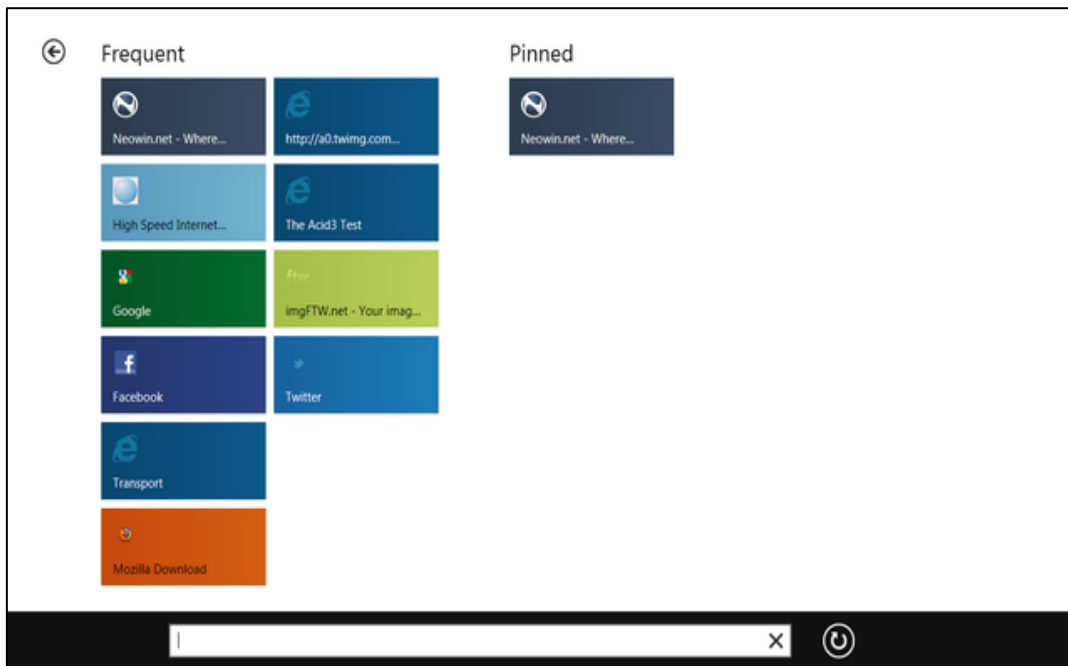 Frequent
Pinned
Neowin.net - Where...
http://a0.twimg.com...
Neowin.net - Where...
High Speed Internet...
The Acid3 Test
Google
ftw
imgFTW.net - Your imag...
Facebook
Twitter
Transport
Mozilla Download